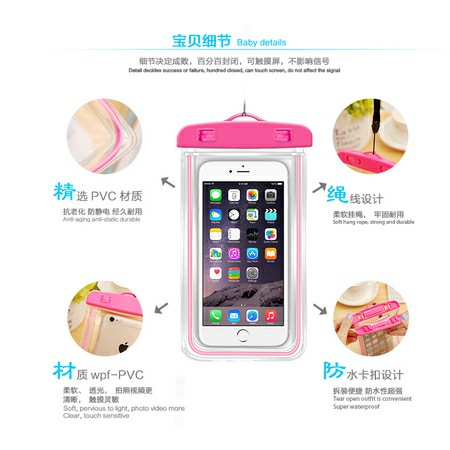 宝贝细节 Baby details
细节决定成败，百分百封闭，可触摸屏，不影响信号
Detail decides success or failure, hundred closed, can touch screen, do not affect the signal
精选 PVC 材质
抗老化 防静电 经久耐用
Anti-aging anti-static durable
绳线设计
柔软挂绳， 牢固耐用
Soft hang rope, strong and durable
材质 wpf-PVC
柔软、 透光， 拍照视频更
清晰， 触摸灵敏
Soft, pervious to light, photo video more
Clear, touch sensitive
防水卡扣设计
拆装便捷 防水性超强
Tear open outfit is convenient
Super waterproof